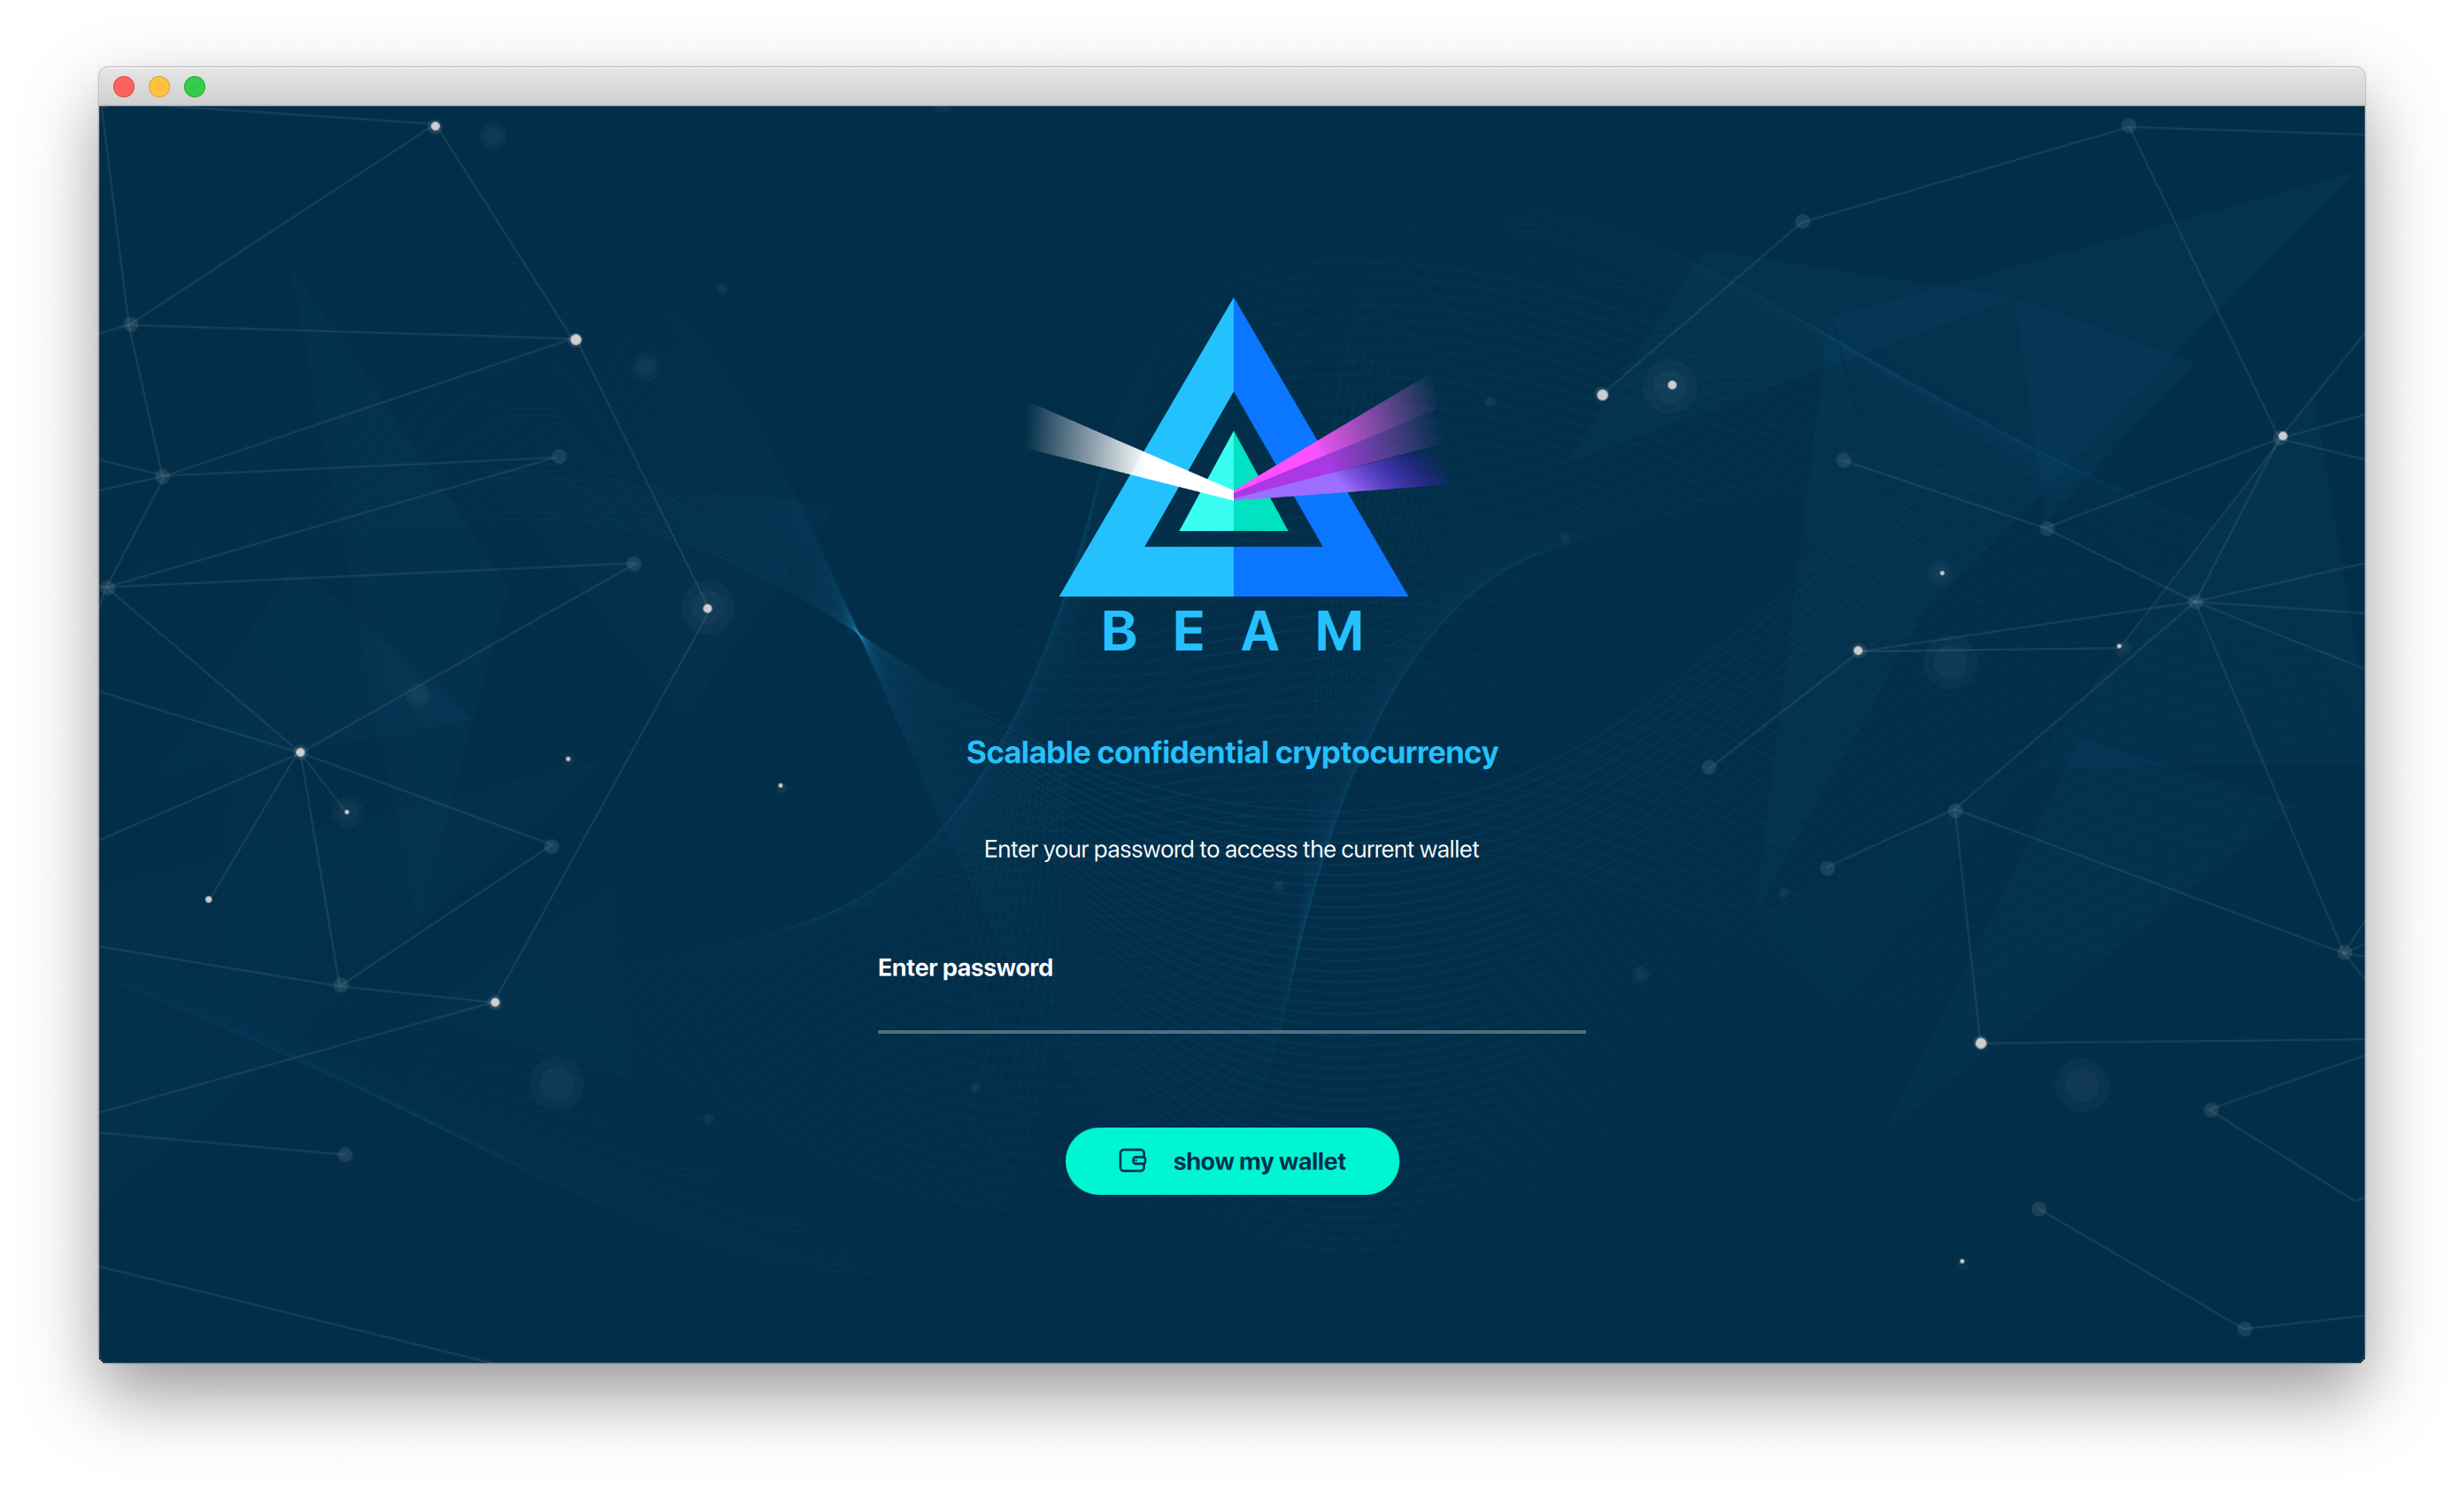 BEAM
Scalable confidential cryptocurrency
Enter your password to access the current wallet
Enter password
show my wallet